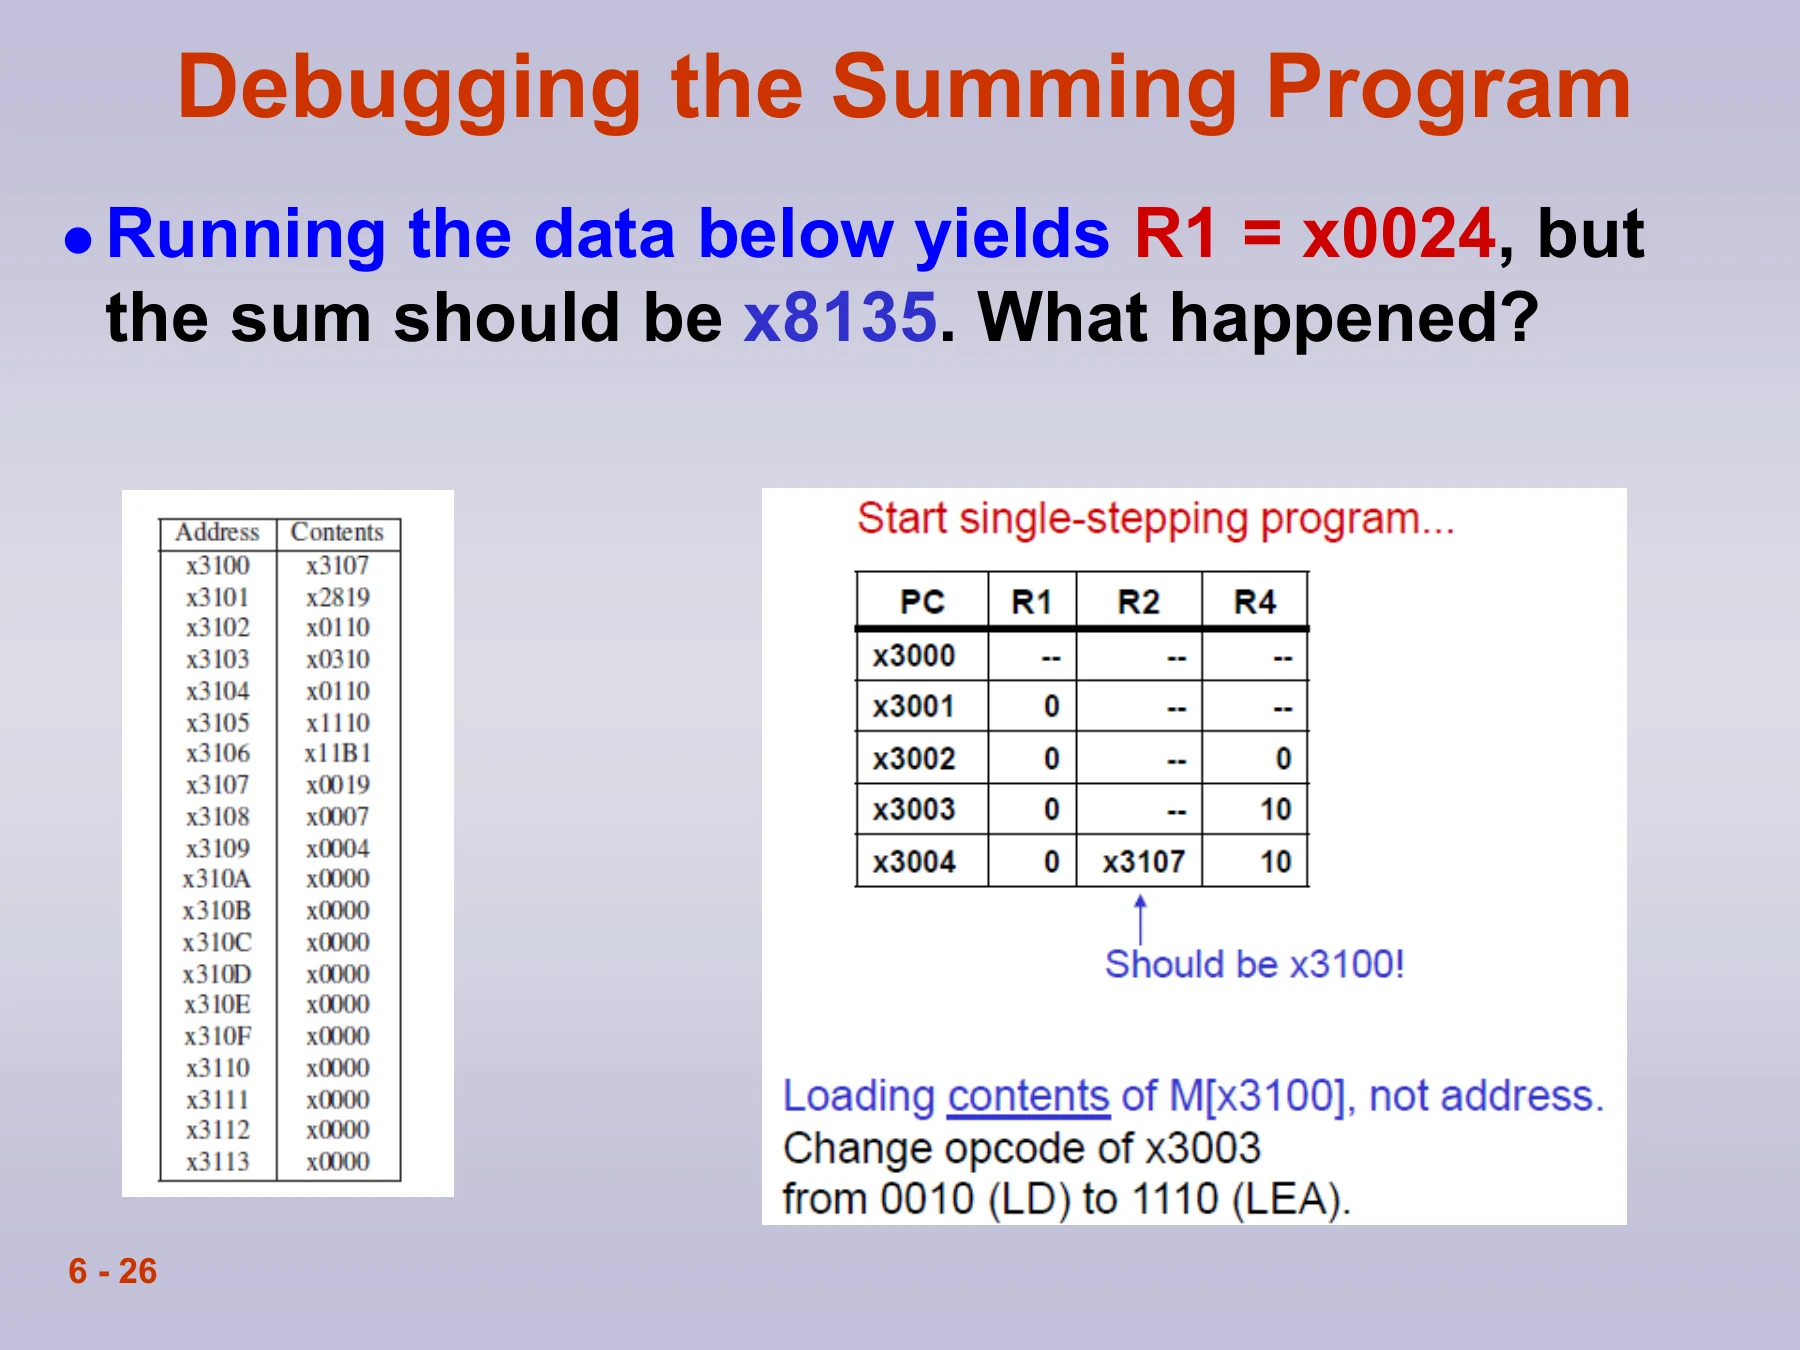 Debugging the Summing Program
● Running the data below yields R1 = x0024, but
the sum should be x8135. What happened?
Address Contents
x3100 x3107
x3101 x2819
x3102 x0110
x3103 x0310
x3104 x0110
x3105 x1110
x3106 x11B1
x3107 x0019
x3108 x0007
x3109 x0004
x310A x0000
x310B x0000
x310C x0000
x310D x0000
x310E x0000
x310F x0000
x3110 x0000
x3111 x0000
x3112 x0000
x3113 x0000
Start single-stepping program...
PC R1 R2 R4
x3000 -- -- --
x3001 0 -- --
x3002 0 -- 0
x3003 0 -- 10
x3004 0 x3107 10
Should be x3100!
Loading contents of M[x3100], not address.
Change opcode of x3003
from 0010 (LD) to 1110 (LEA).
6 - 26